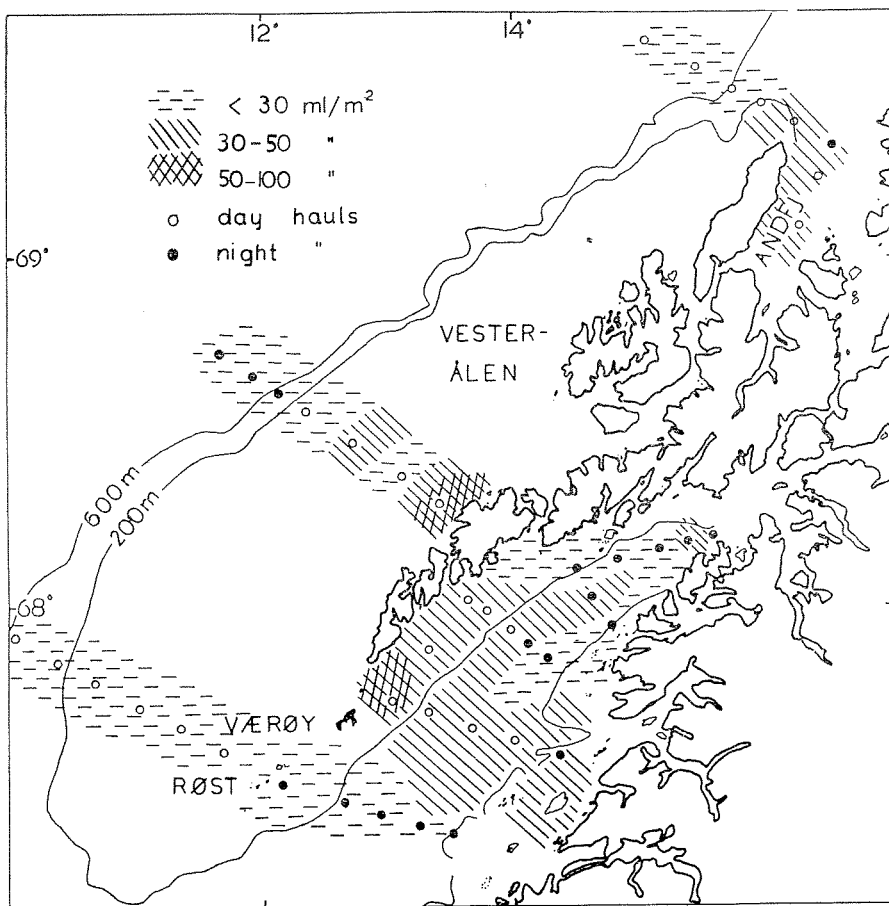 12° 14°
< 30 ml/m²
30-50 "
50-100 "
day hauls
night "
69°
ANDFJ
VESTER-
ÅLEN
600m
200m
68°
VÆRØY
RØST